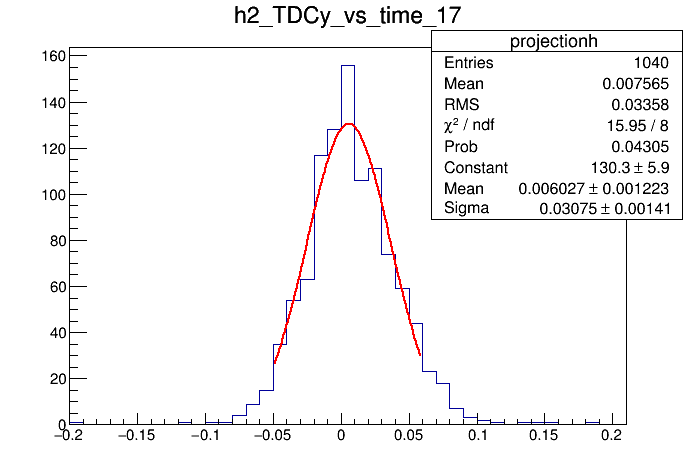 h2_TDCy_vs_time_17
projectionh
Entries 1040
Mean 0.007565
RMS 0.03358
χ² / ndf 15.95 / 8
Prob 0.04305
Constant 130.3 ± 5.9
Mean 0.006027 ± 0.001223
Sigma 0.03075 ± 0.00141
160
140
120
100
80
60
40
20
0
−0.2 −0.15 −0.1 −0.05 0 0.05 0.1 0.15 0.2